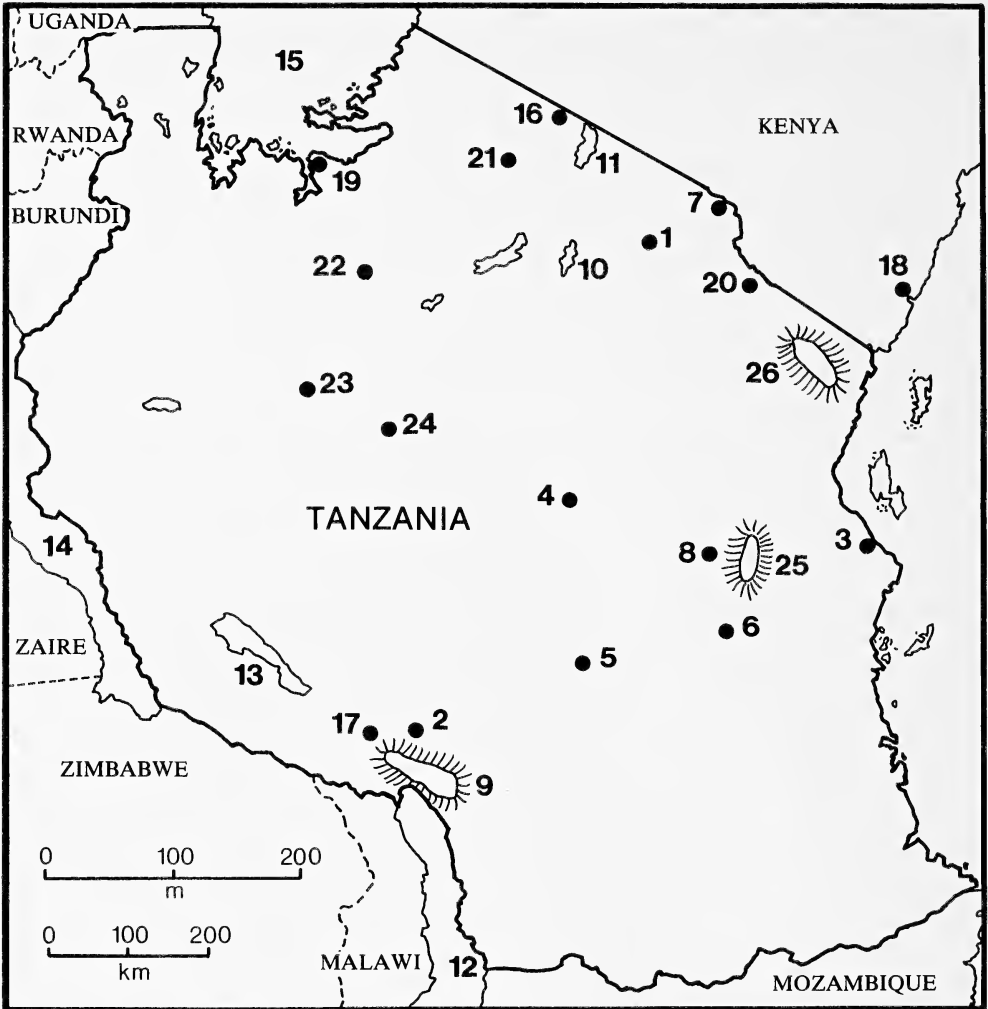 UGANDA
15
16
KENYA
RWANDA
21
11
19
7
BURUNDI
1
22
10
18
20
26
23
24
4
TANZANIA
3
14
8
25
6
ZAIRE
5
13
17
2
ZIMBABWE
9
0 100 200
m
0 100 200
km
MALAWI
12
MOZAMBIQUE